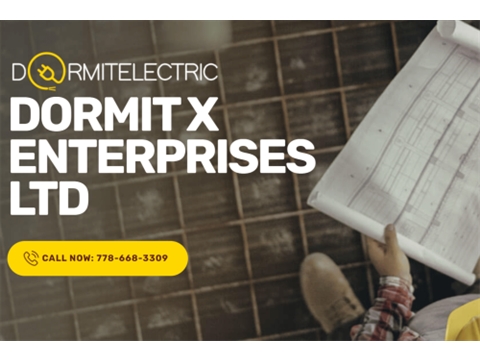 DORMITELECTRIC
DORMIT X
ENTERPRISES
LTD
CALL NOW: 778-668-3309